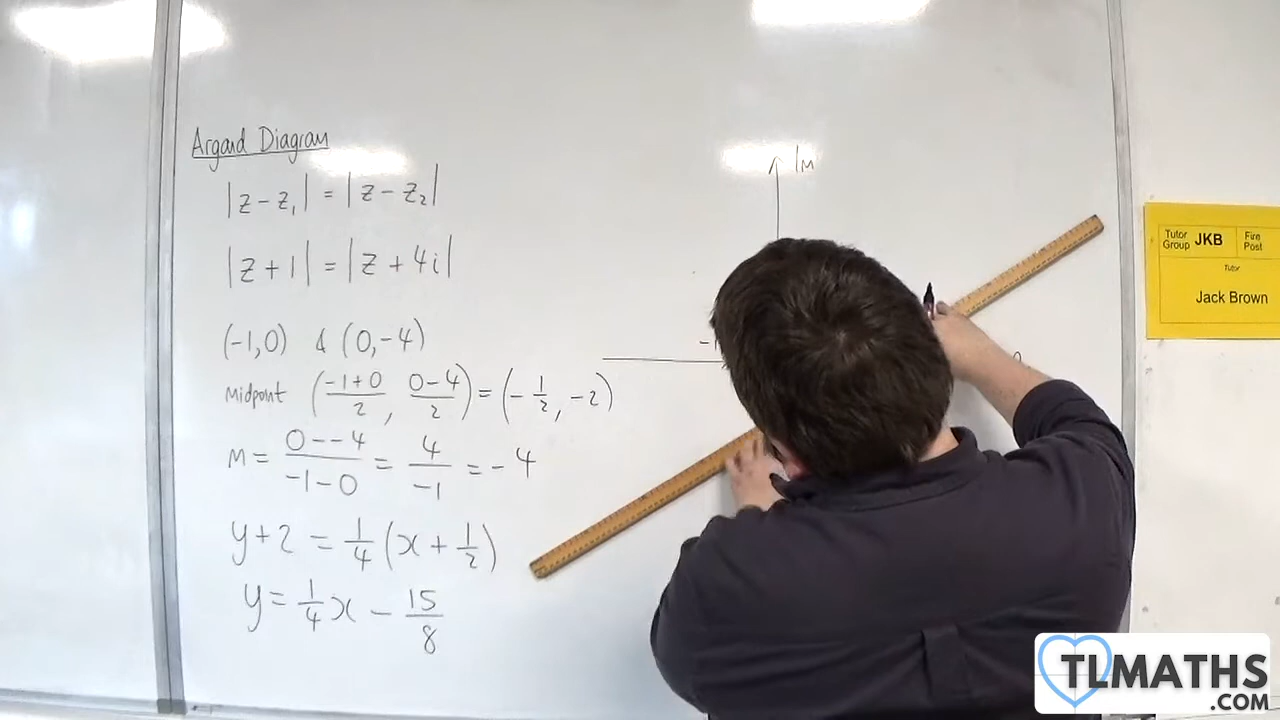 Argand Diagram
|z-z₁| = |z-z₂|
|z+1| = |z+4i|
(-1,0) & (0,-4)
Midpoint ((-1+0)/2, (0-4)/2) = (-1/2, -2)
m = (0--4)/(-1-0) = 4/-1 = -4
y+2 = 1/4(x+1/2)
y = 1/4x - 15/8
Im
Tutor Group JKB
Fire Post
Tutor
Jack Brown
TLMATHS
.COM